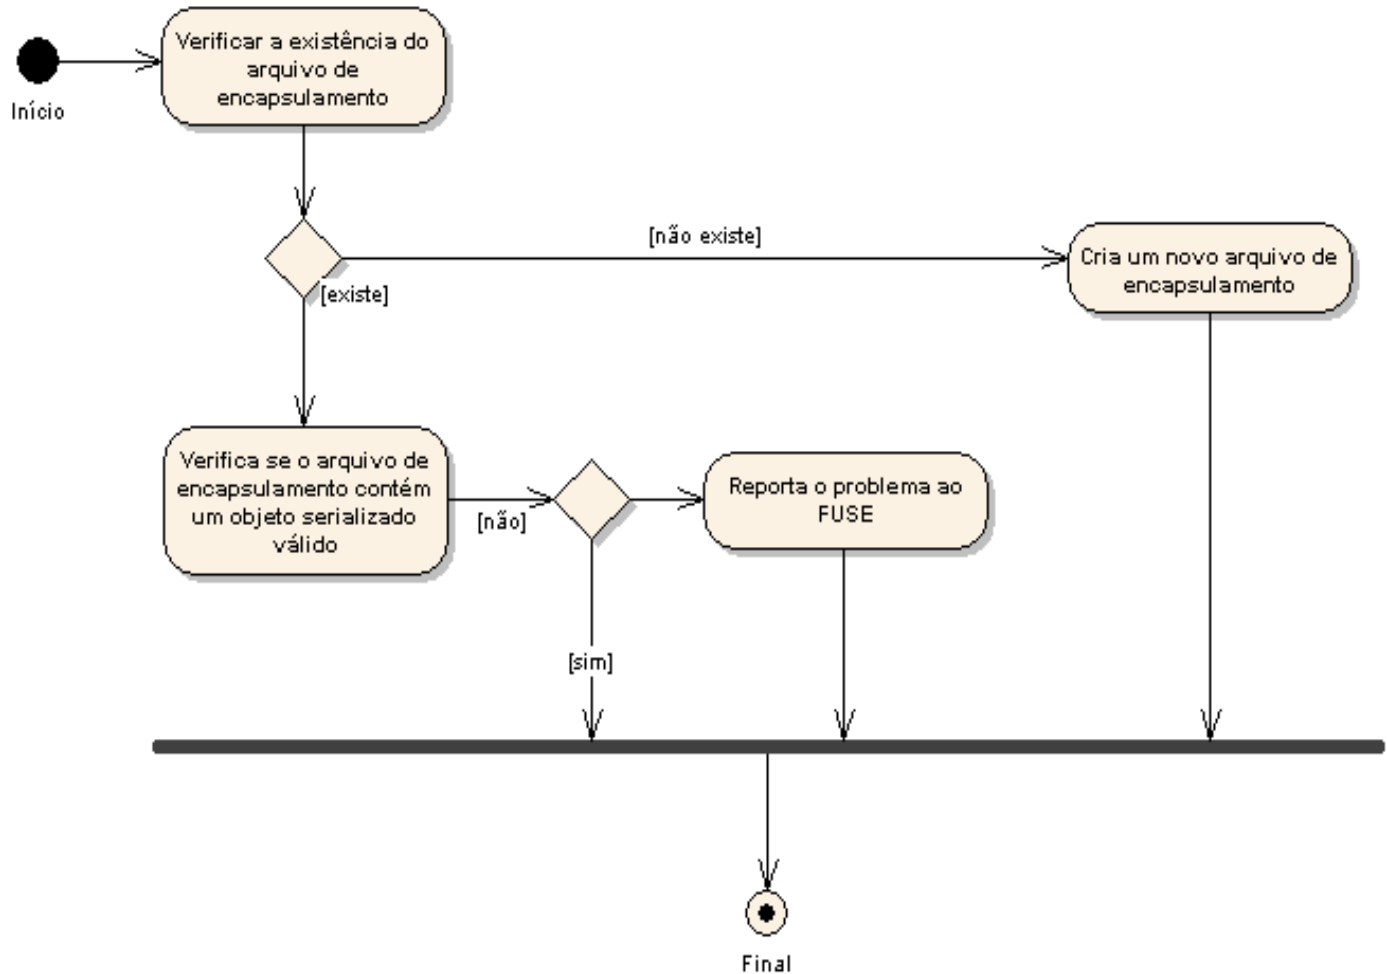 Verificar a existência do
arquivo de
encapsulamento
Início
[não existe]
Cria um novo arquivo de
encapsulamento
[existe]
Verifica se o arquivo de
encapsulamento contém
um objeto serializado
válido
[não]
Reporta o problema ao
FUSE
[sim]
Final